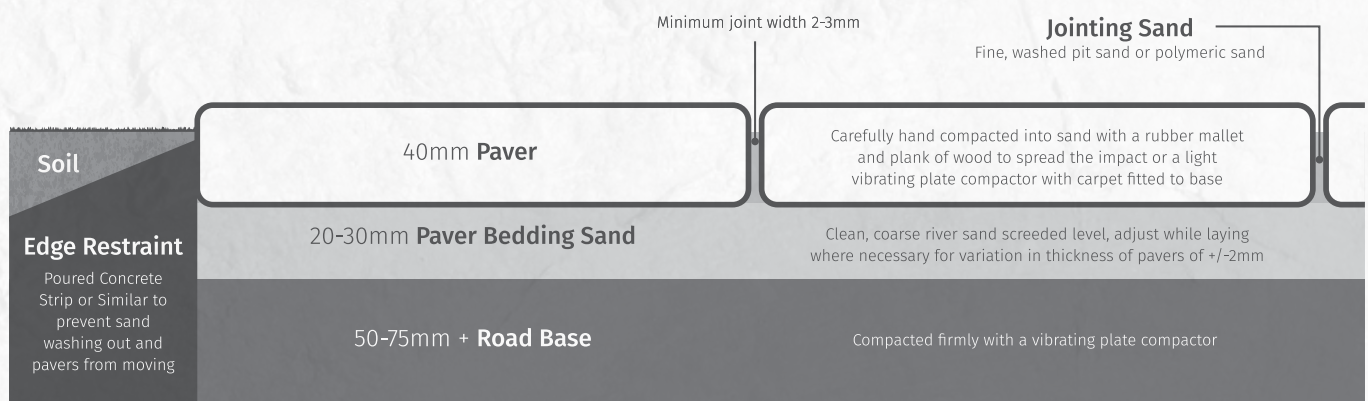 Minimum joint width 2-3mm
Jointing Sand
Fine, washed pit sand or polymeric sand
Soil
40mm Paver
Carefully hand compacted into sand with a rubber mallet
and plank of wood to spread the impact or a light
vibrating plate compactor with carpet fitted to base
Edge Restraint
Poured Concrete
Strip or Similar to
prevent sand
washing out and
pavers from moving
20-30mm Paver Bedding Sand
Clean, coarse river sand screeded level, adjust while laying
where necessary for variation in thickness of pavers of +/-2mm
50-75mm + Road Base
Compacted firmly with a vibrating plate compactor